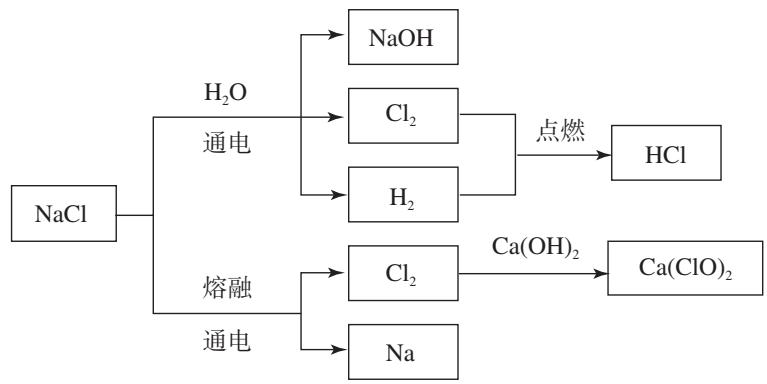 NaCl
H₂O
通电
NaOH
Cl₂
H₂
点燃
HCl
熔融
通电
Cl₂
Na
Ca(OH)₂
Ca(ClO)₂